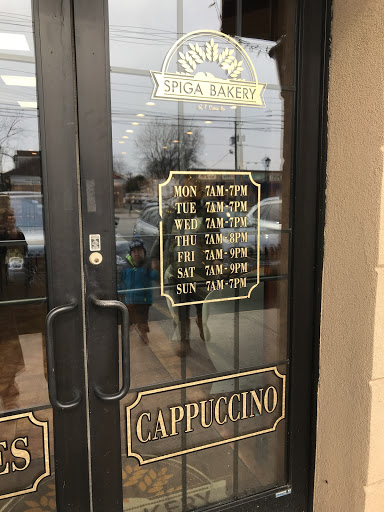 SPIGA BAKERY
MON 7AM-7PM
TUE 7AM-7PM
WED 7AM-7PM
THU 7AM-8PM
FRI 7AM-9PM
SAT 7AM-9PM
SUN 7AM-7PM
CAPPUCCINO
ES